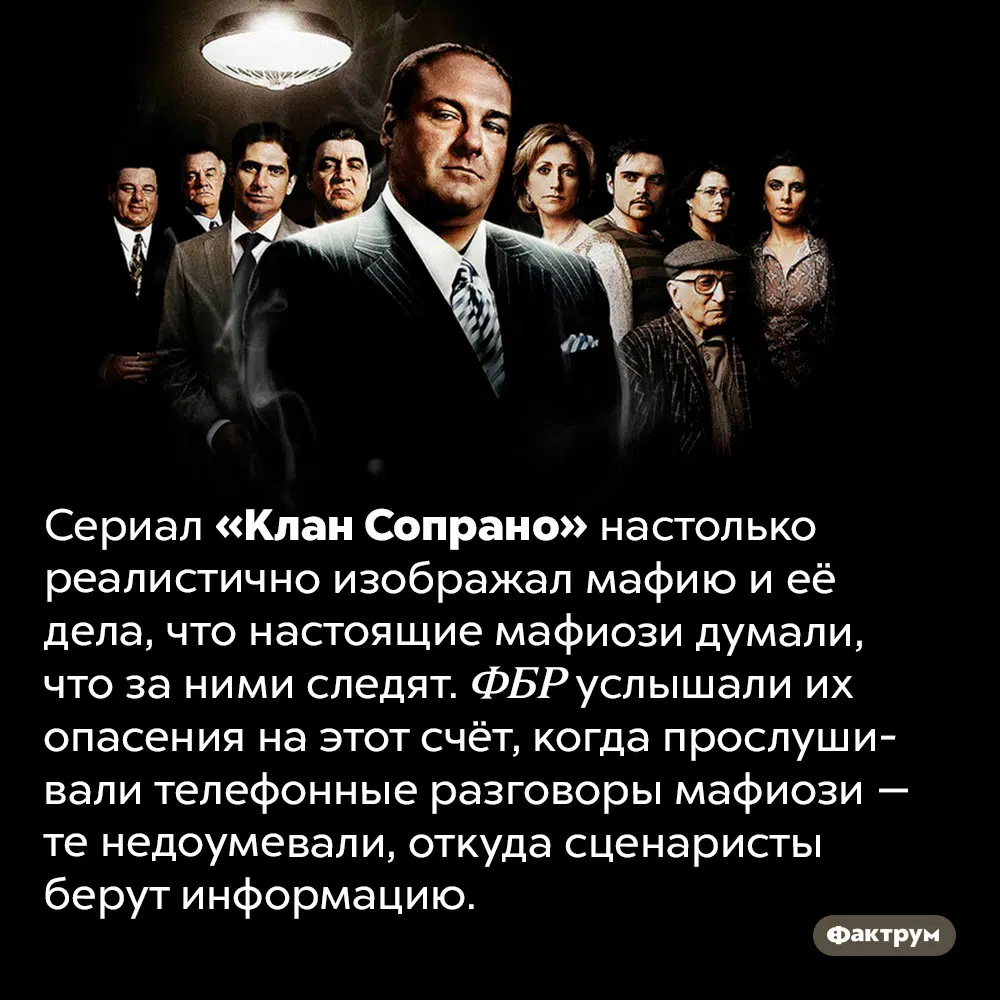 Сериал «Клан Сопрано» настолько
реалистично изображал мафию и её
дела, что настоящие мафиози думали,
что за ними следят. ФБР услышали их
опасения на этот счёт, когда прослуши-
вали телефонные разговоры мафиози —
те недоумевали, откуда сценаристы
берут информацию.
Фактрум